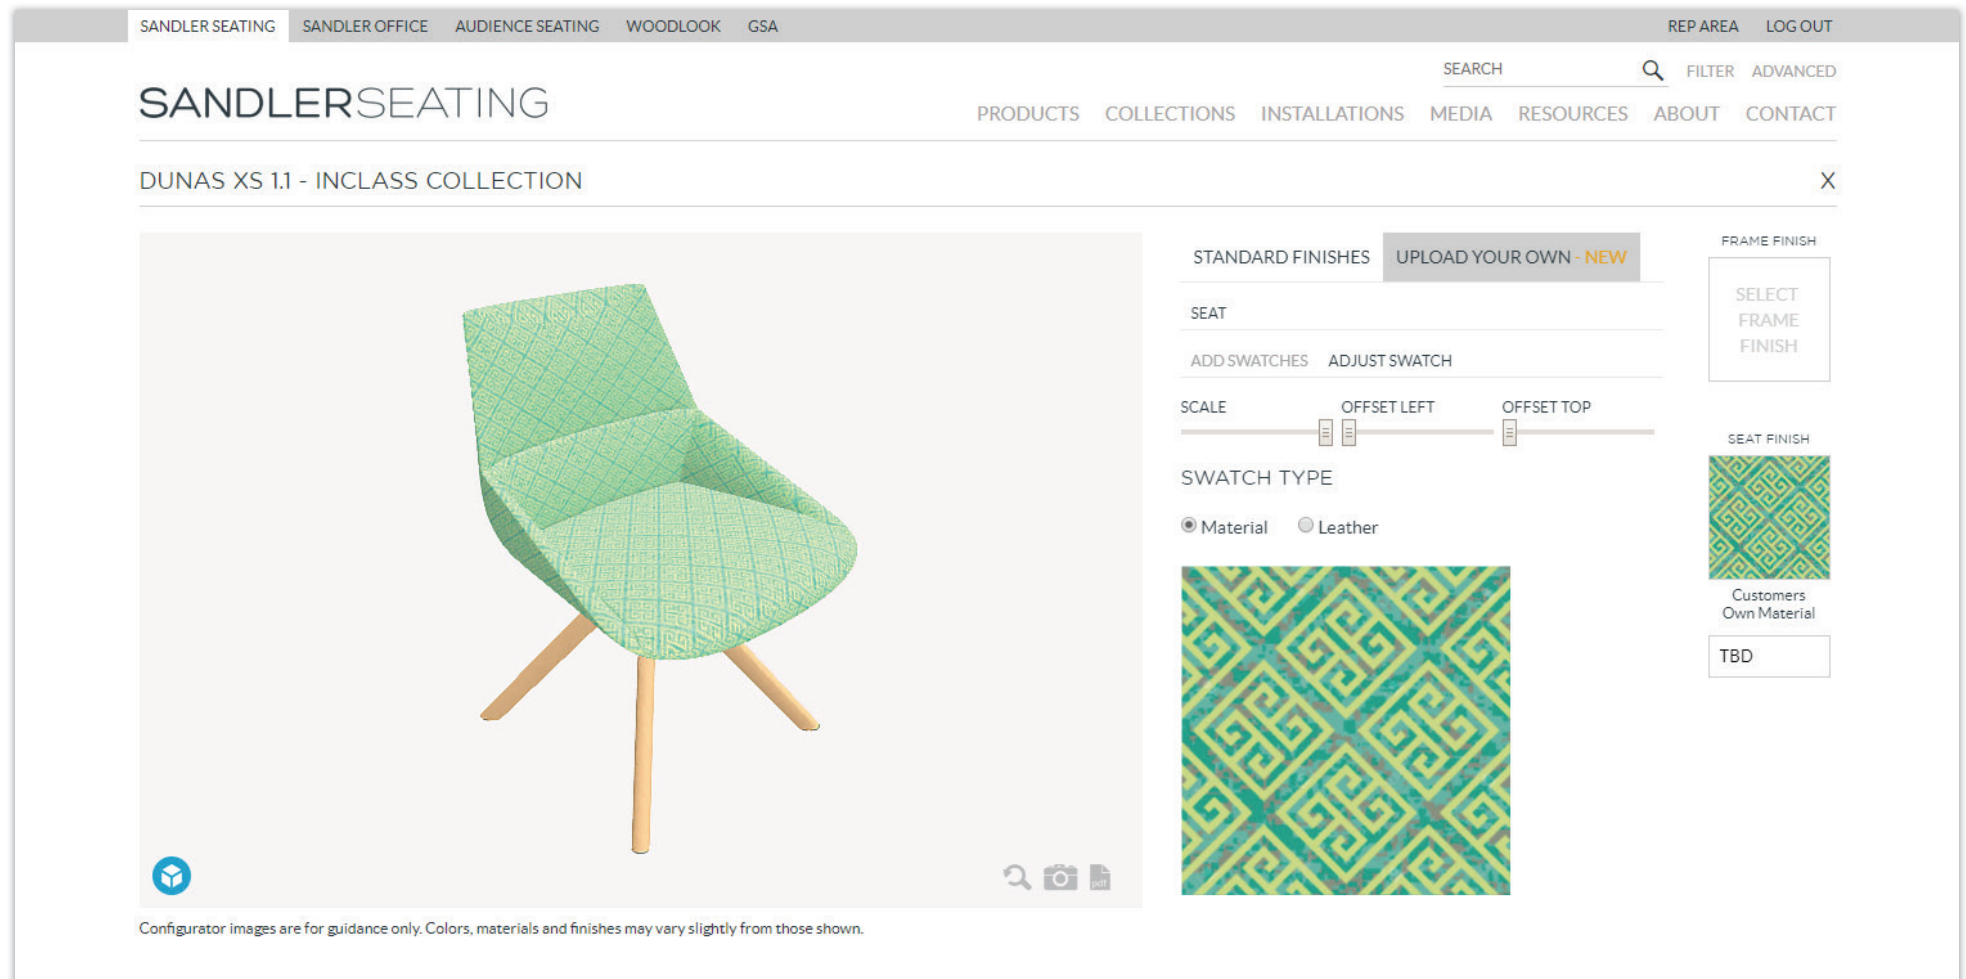 SANDLER SEATING SANDLER OFFICE AUDIENCE SEATING WOODLOOK GSA REP AREA LOG OUT
SEARCH FILTER ADVANCED
SANDLERSEATING
PRODUCTS COLLECTIONS INSTALLATIONS MEDIA RESOURCES ABOUT CONTACT
DUNAS XS 1.1 - INCLASS COLLECTION X
STANDARD FINISHES UPLOAD YOUR OWN - NEW
SEAT
ADD SWATCHES ADJUST SWATCH
SCALE OFFSET LEFT OFFSET TOP
SWATCH TYPE
Material Leather
FRAME FINISH
SELECT
FRAME
FINISH
SEAT FINISH
Customers
Own Material
TBD
pdf
Configurator images are for guidance only. Colors, materials and finishes may vary slightly from those shown.